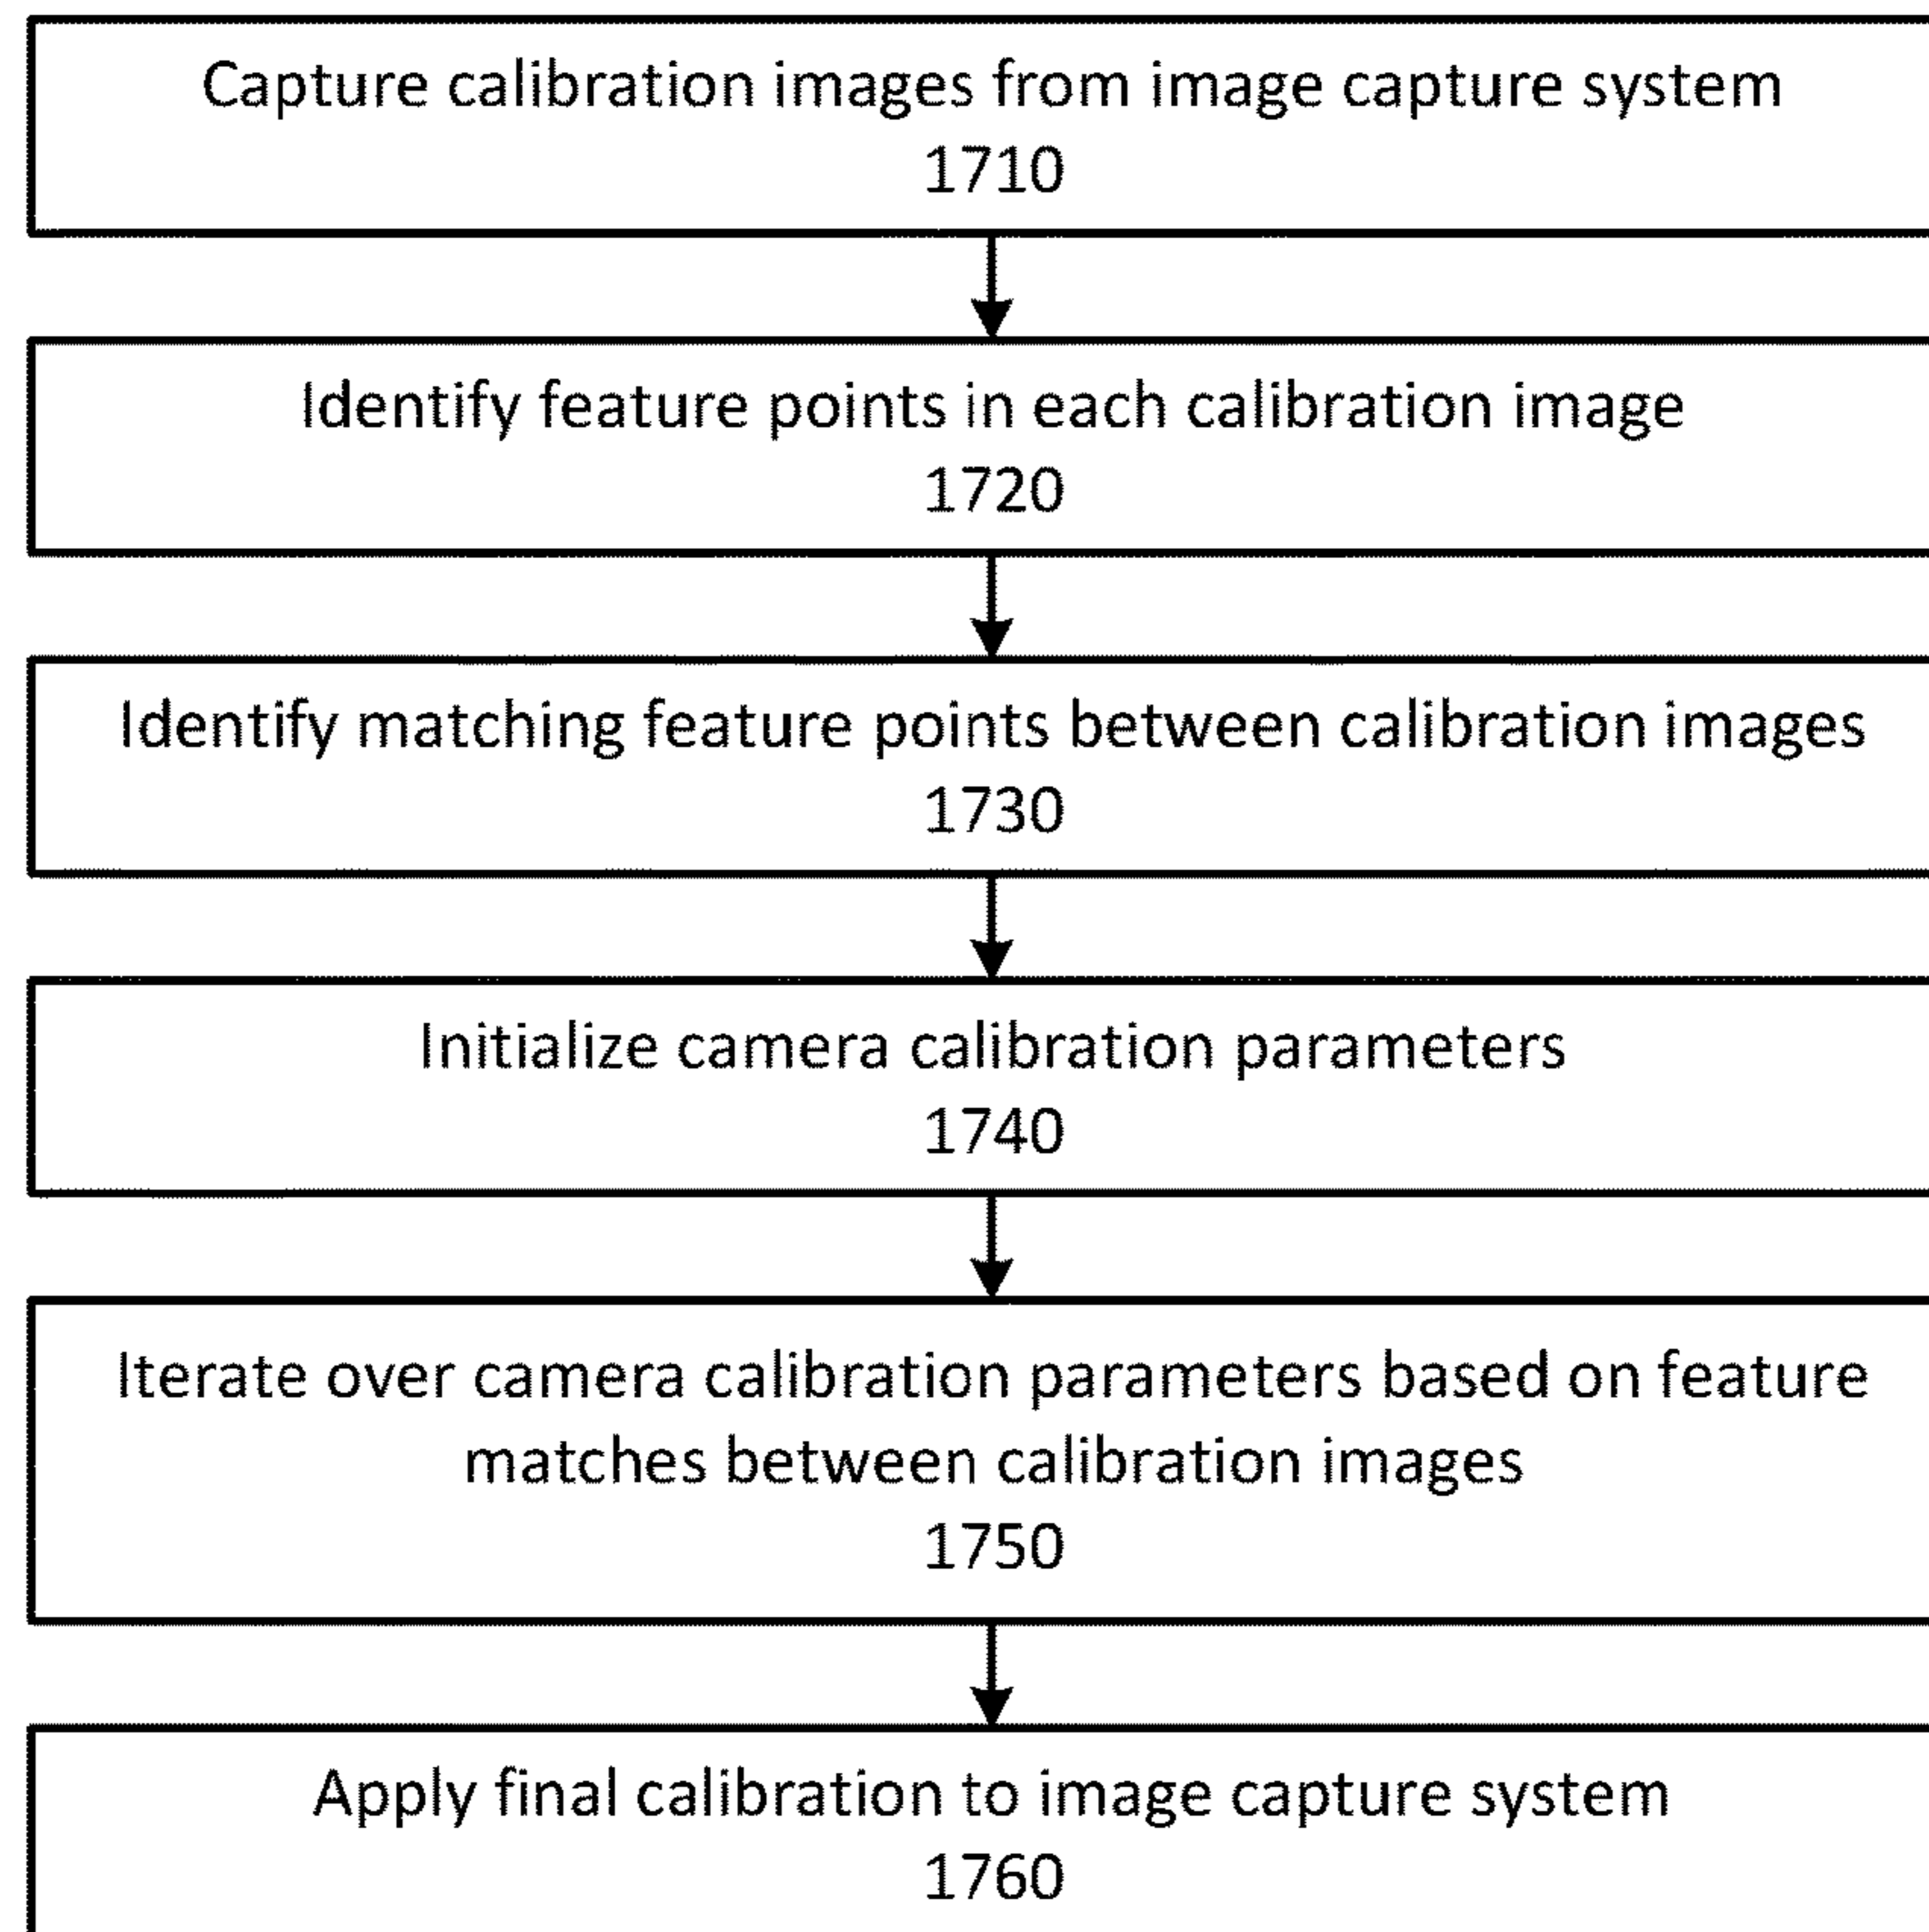 Capture calibration images from image capture system
1710
Identify feature points in each calibration image
1720
Identify matching feature points between calibration images
1730
Initialize camera calibration parameters
1740
Iterate over camera calibration parameters based on feature
matches between calibration images
1750
Apply final calibration to image capture system
1760